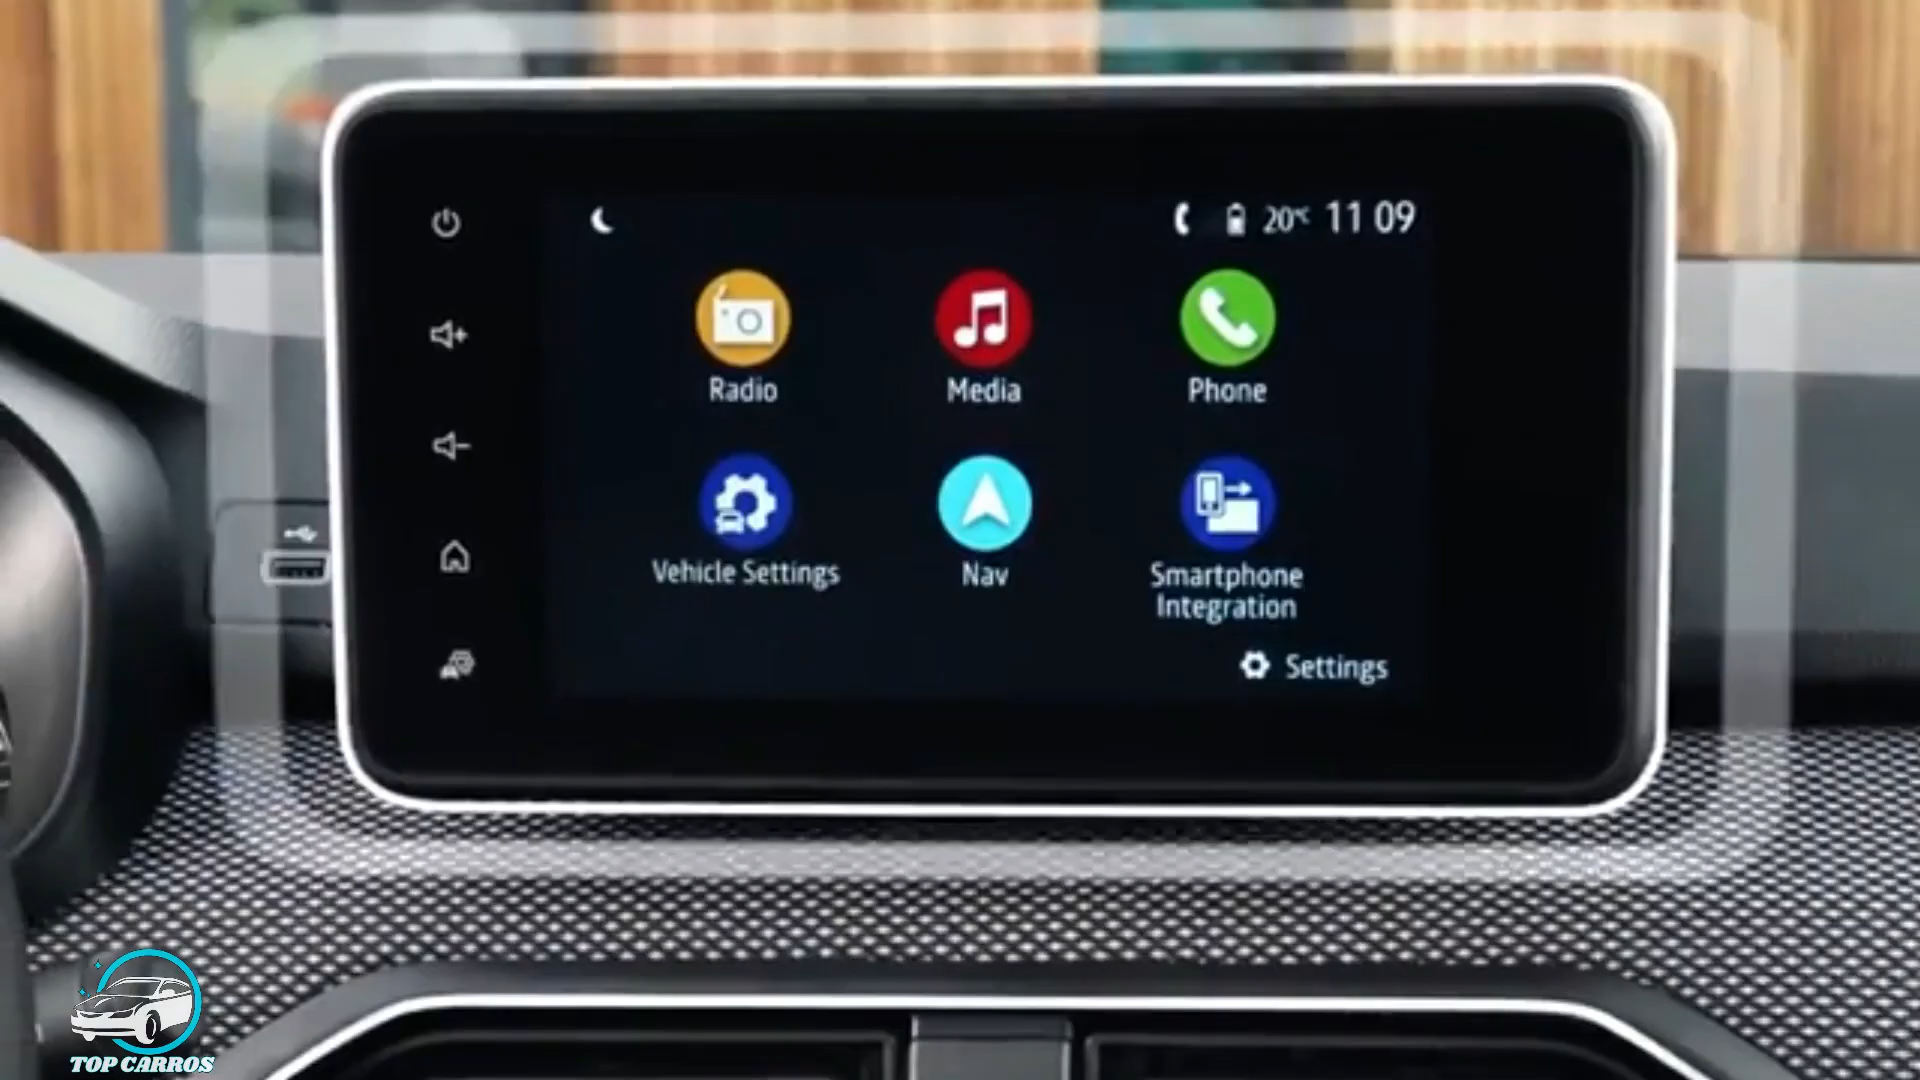 20°C 11 09
Radio
Media
Phone
Vehicle Settings
Nav
Smartphone
Integration
Settings
TOP CARROS